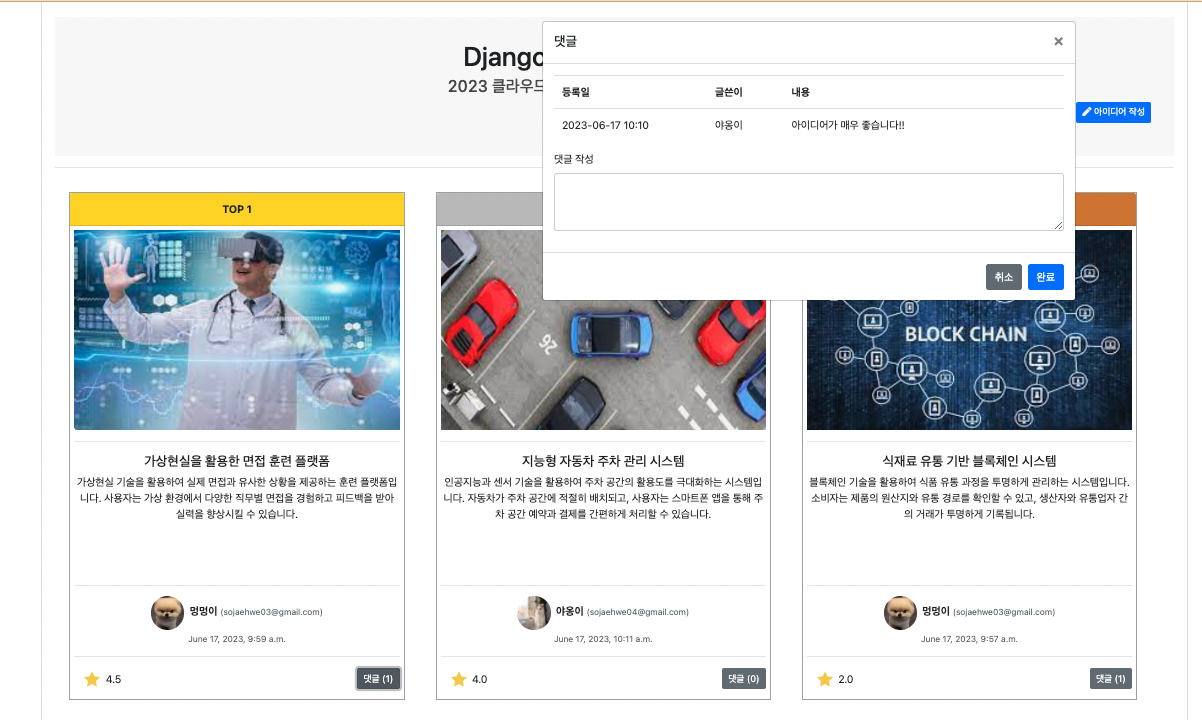 Django
2023 클라우드
아이디어 작성
댓글
×
등록일 글쓴이 내용
2023-06-17 10:10 야옹이 아이디어가 매우 좋습니다!!
댓글 작성
취소 완료
TOP 1
92
BLOCK CHAIN
가상현실을 활용한 면접 훈련 플랫폼
가상현실 기술을 활용하여 실제 면접과 유사한 상황을 제공하는 훈련 플랫폼입
니다. 사용자는 가상 환경에서 다양한 직무별 면접을 경험하고 피드백을 받아
실력을 향상시킬 수 있습니다.
멍멍이 (sojaehwe03@gmail.com)
June 17, 2023, 9:59 a.m.
4.5 댓글 (1)
지능형 자동차 주차 관리 시스템
인공지능과 센서 기술을 활용하여 주차 공간의 활용도를 극대화하는 시스템입
니다. 자동차가 주차 공간에 적절히 배치되고, 사용자는 스마트폰 앱을 통해 주
차 공간 예약과 결제를 간편하게 처리할 수 있습니다.
야옹이 (sojaehwe04@gmail.com)
June 17, 2023, 10:11 a.m.
4.0 댓글 (0)
식재료 유통 기반 블록체인 시스템
블록체인 기술을 활용하여 식품 유통 과정을 투명하게 관리하는 시스템입니다.
소비자는 제품의 원산지와 유통 경로를 확인할 수 있고, 생산자와 유통업자 간
의 거래가 투명하게 기록됩니다.
멍멍이 (sojaehwe03@gmail.com)
June 17, 2023, 9:57 a.m.
2.0 댓글 (1)